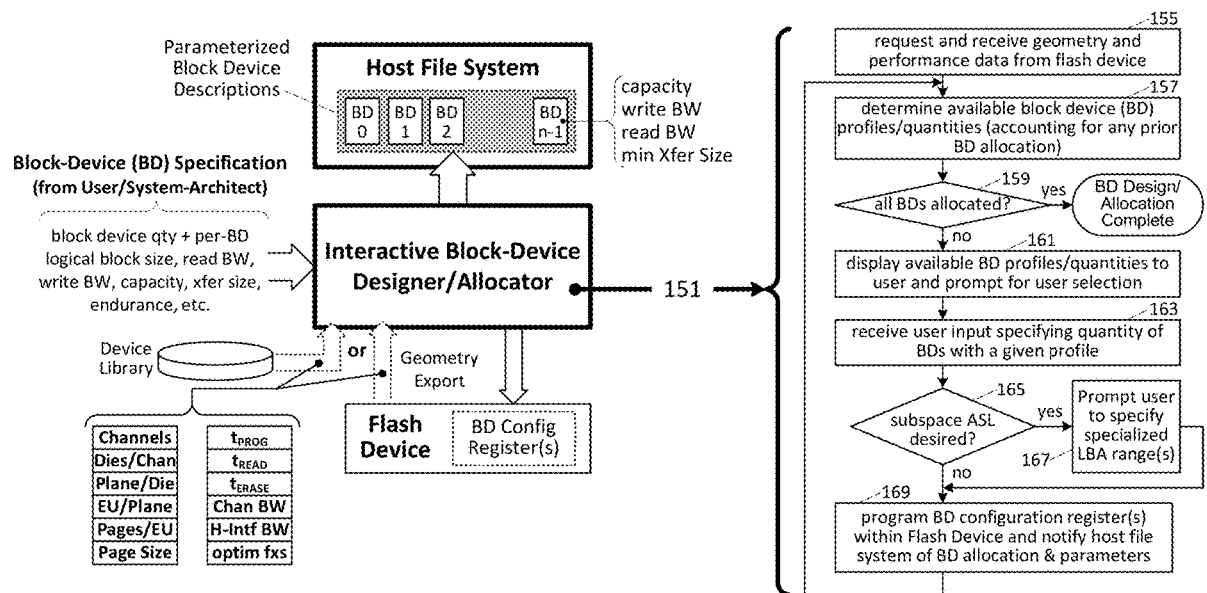 Parameterized
Block Device
Descriptions
Host File System
BD
0
BD
1
BD
2
BD
n-1
capacity
write BW
read BW
min Xfer Size
Block-Device (BD) Specification
(from User/System-Architect)
block device qty + per-BD
logical block size, read BW,
write BW, capacity, xfer size,
endurance, etc.
Interactive Block-Device
Designer/Allocator
151
Device
Library
or
Geometry
Export
Flash
Device
BD Config
Register(s)
Channels
Dies/Chan
Plane/Die
EU/Plane
Pages/EU
Page Size
tPROG
tREAD
tERASE
Chan BW
H-Intf BW
optim fxs
155
request and receive geometry and
performance data from flash device
157
determine available block device (BD)
profiles/quantities (accounting for any prior
BD allocation)
159
all BDs allocated?
yes
BD Design/
Allocation
Complete
no
161
display available BD profiles/quantities to
user and prompt for user selection
163
receive user input specifying quantity of
BDs with a given profile
165
subspace ASL
desired?
yes
Prompt user
to specify
specialized
LBA range(s)
167
no
169
program BD configuration register(s)
within Flash Device and notify host file
system of BD allocation & parameters